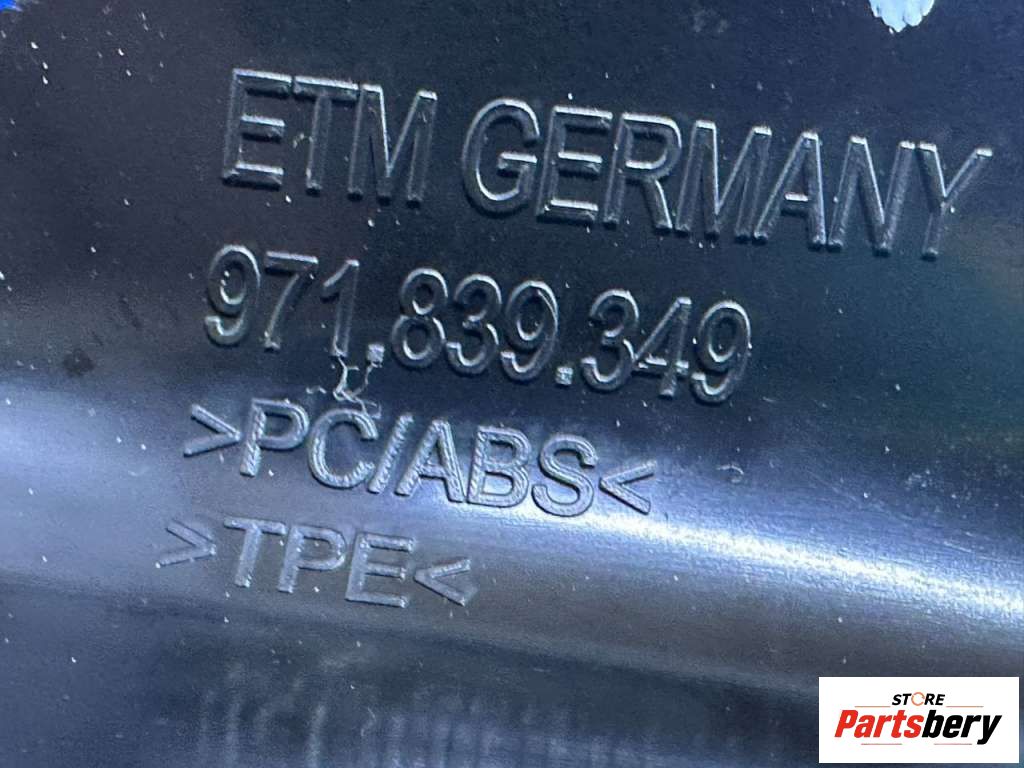 ETM GERMANY
971.839.349
>PC/ABS<
>TPE<
STORE
Partsbery